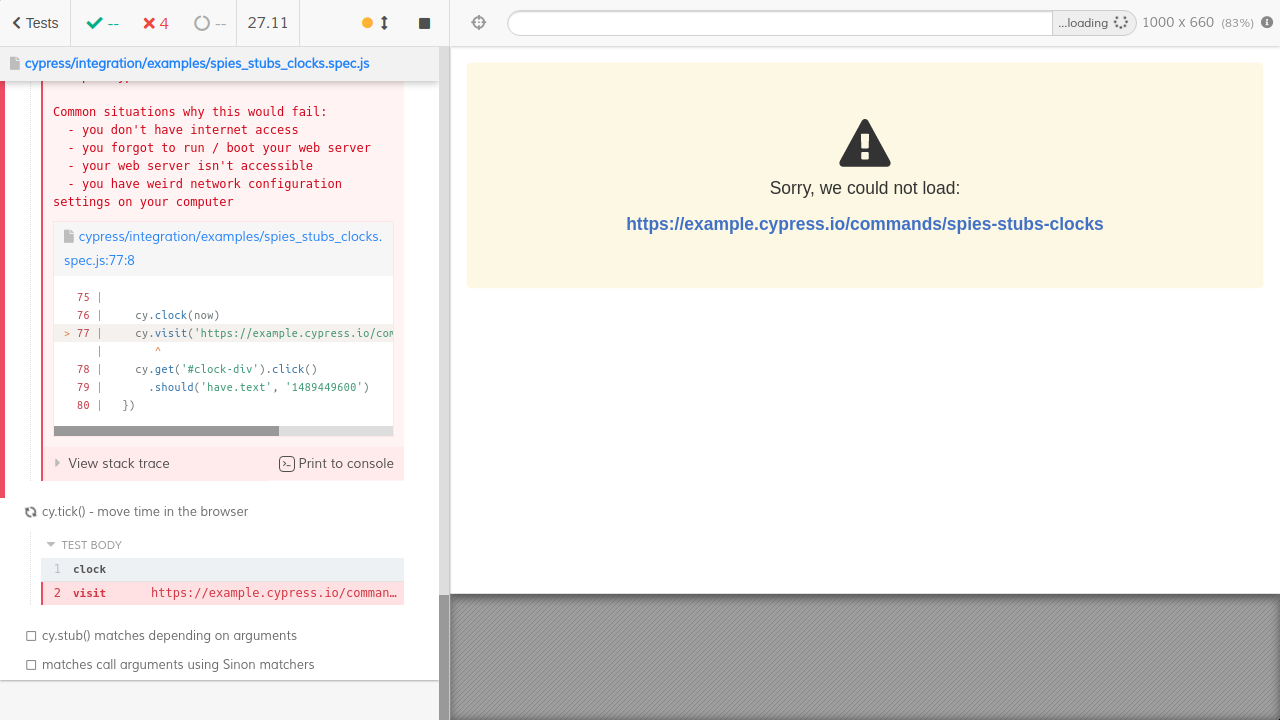 Tests
--
4
--
27.11
...loading
1000 x 660 (83%)
cypress/integration/examples/spies_stubs_clocks.spec.js
Common situations why this would fail:
- you don't have internet access
- you forgot to run / boot your web server
- your web server isn't accessible
- you have weird network configuration
settings on your computer
cypress/integration/examples/spies_stubs_clocks.
spec.js:77:8
75 |
76 | cy.clock(now)
> 77 | cy.visit('https://example.cypress.io/com
| ^
78 | cy.get('#clock-div').click()
79 | .should('have.text', '1489449600')
80 | })
View stack trace
Print to console
cy.tick() - move time in the browser
TEST BODY
1 clock
2 visit https://example.cypress.io/comman…
cy.stub() matches depending on arguments
matches call arguments using Sinon matchers
Sorry, we could not load:
https://example.cypress.io/commands/spies-stubs-clocks